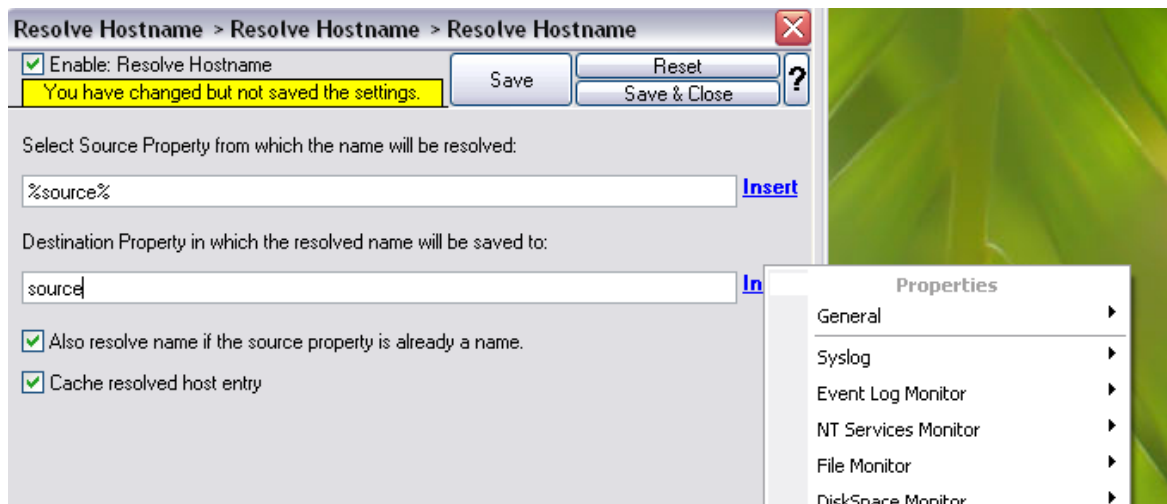 Resolve Hostname > Resolve Hostname > Resolve Hostname
Enable: Resolve Hostname
You have changed but not saved the settings.
Save
Reset
Save & Close
?
Select Source Property from which the name will be resolved:
%source%
Insert
Destination Property in which the resolved name will be saved to:
source
In
Properties
General
Also resolve name if the source property is already a name.
Syslog
Cache resolved host entry
Event Log Monitor
NT Services Monitor
File Monitor
DiskSpace Monitor